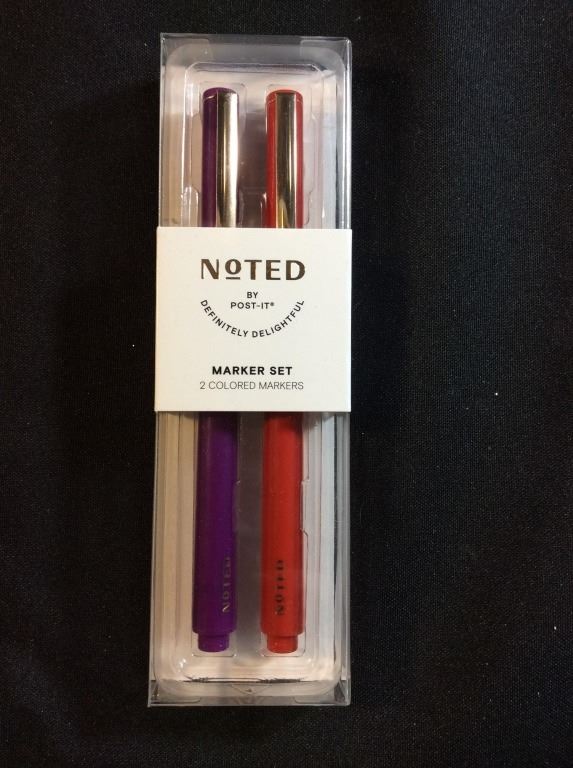 NOTED
BY
POST-IT®
DEFINITELY DELIGHTFUL
MARKER SET
2 COLORED MARKERS
NOTED
NOTED